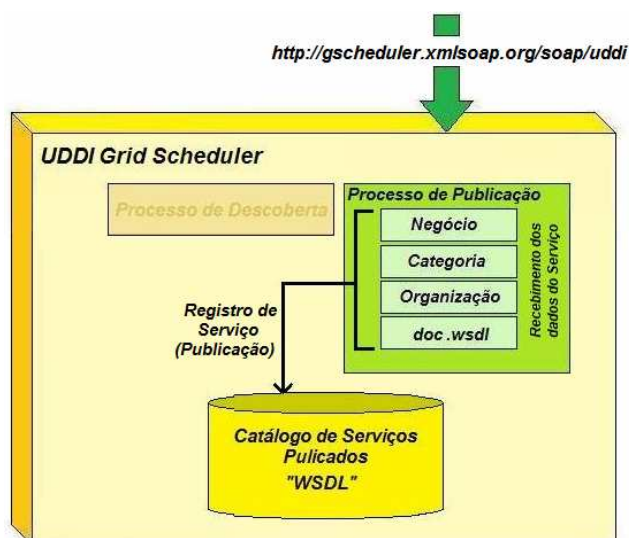 http://gscheduler.xmlsoap.org/soap/uddi
UDDI Grid Scheduler
Processo de Descoberta
Processo de Publicação
Negócio
Categoria
Organização
doc .wsdl
Recebimento dos
dados do Serviço
Registro de
Serviço
(Publicação)
Catálogo de Serviços
Pulicados
"WSDL"